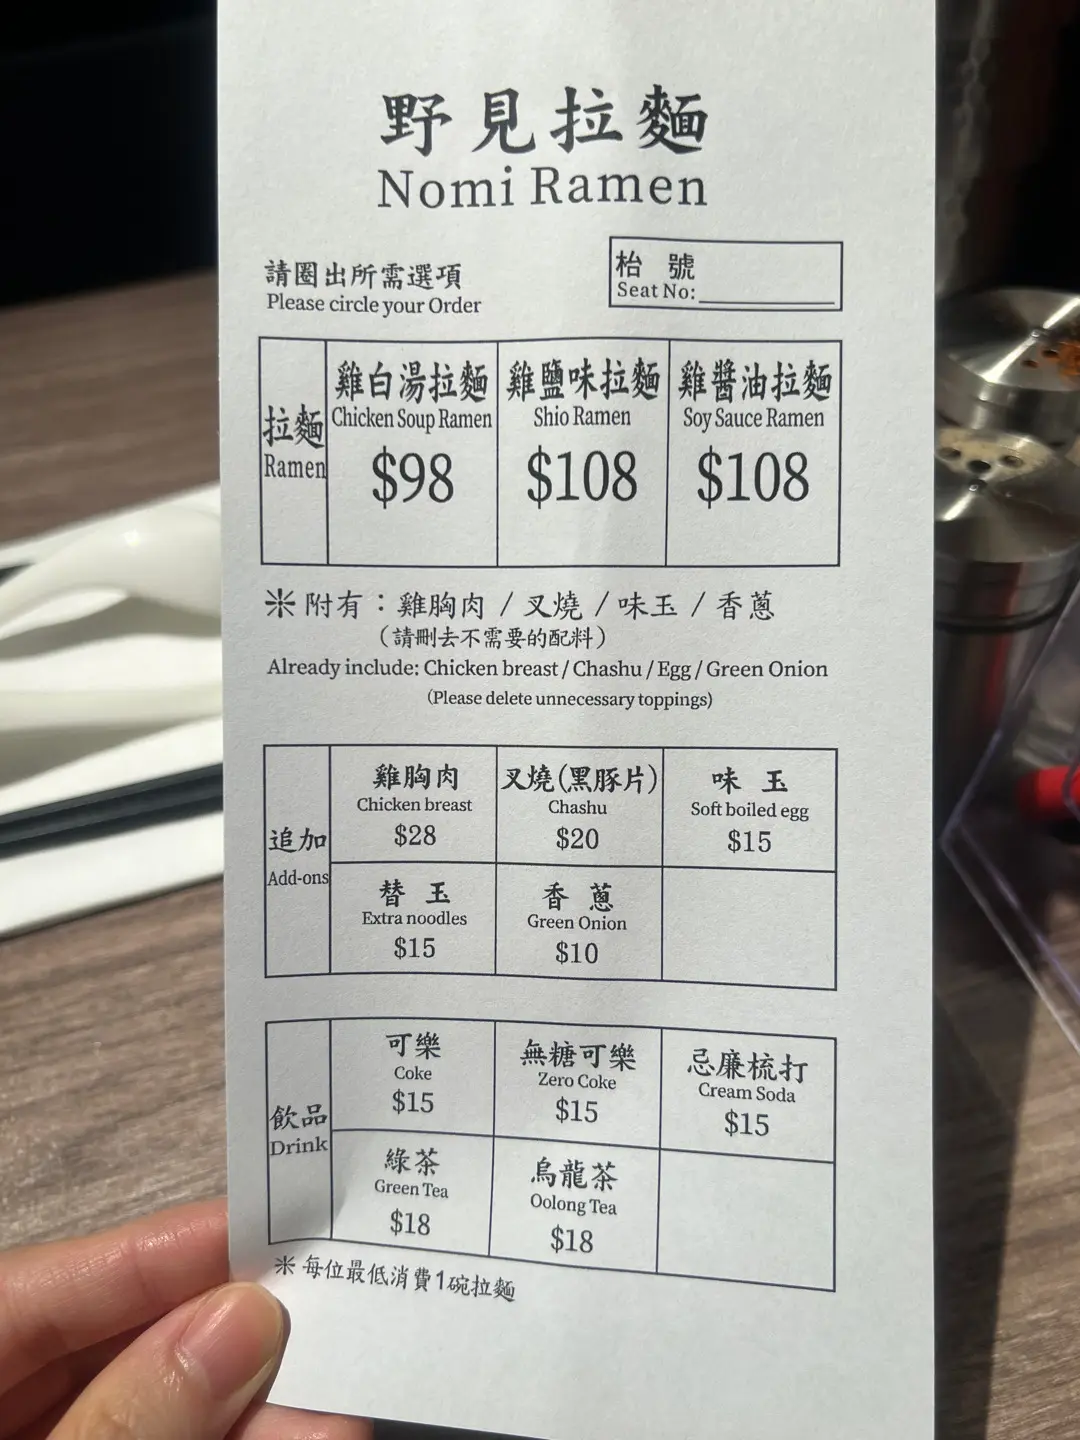 野見拉麵
Nomi Ramen
請圈出所需選項
Please circle your Order
枱 號
Seat No:
拉麵
Ramen
雞白湯拉麵
Chicken Soup Ramen
$98
雞鹽味拉麵
Shio Ramen
$108
雞醬油拉麵
Soy Sauce Ramen
$108
※ 附有：雞胸肉 / 叉燒 / 味玉 / 香蔥
（請刪去不需要的配料）
Already include: Chicken breast / Chashu / Egg / Green Onion
(Please delete unnecessary toppings)
追加
Add-ons
雞胸肉
Chicken breast
$28
叉燒(黑豚片)
Chashu
$20
味 玉
Soft boiled egg
$15
替 玉
Extra noodles
$15
香 蔥
Green Onion
$10
飲品
Drink
可樂
Coke
$15
無糖可樂
Zero Coke
$15
忌廉梳打
Cream Soda
$15
綠茶
Green Tea
$18
烏龍茶
Oolong Tea
$18
※ 每位最低消費1碗拉麵